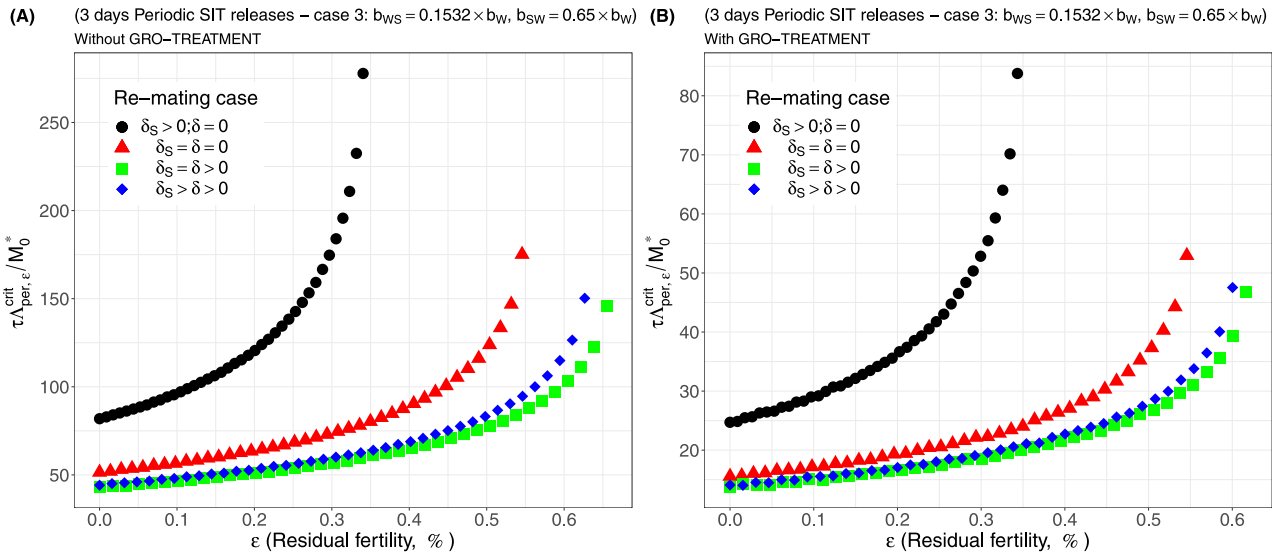 (A) (3 days Periodic SIT releases − case 3: b_WS = 0.1532 × b_W, b_SW = 0.65 × b_W)
Without GRO−TREATMENT
Re−mating case
δ_S > 0; δ = 0
δ_S = δ = 0
δ_S = δ > 0
δ_S > δ > 0
250
200
150
100
50
τΛ^crit_per, ε / M_0^*
0.0 0.1 0.2 0.3 0.4 0.5 0.6
ε (Residual fertility, %)
(B) (3 days Periodic SIT releases − case 3: b_WS = 0.1532 × b_W, b_SW = 0.65 × b_W)
With GRO−TREATMENT
Re−mating case
δ_S > 0; δ = 0
δ_S = δ = 0
δ_S = δ > 0
δ_S > δ > 0
80
70
60
50
40
30
20
τΛ^crit_per, ε / M_0^*
0.0 0.1 0.2 0.3 0.4 0.5 0.6
ε (Residual fertility, %)